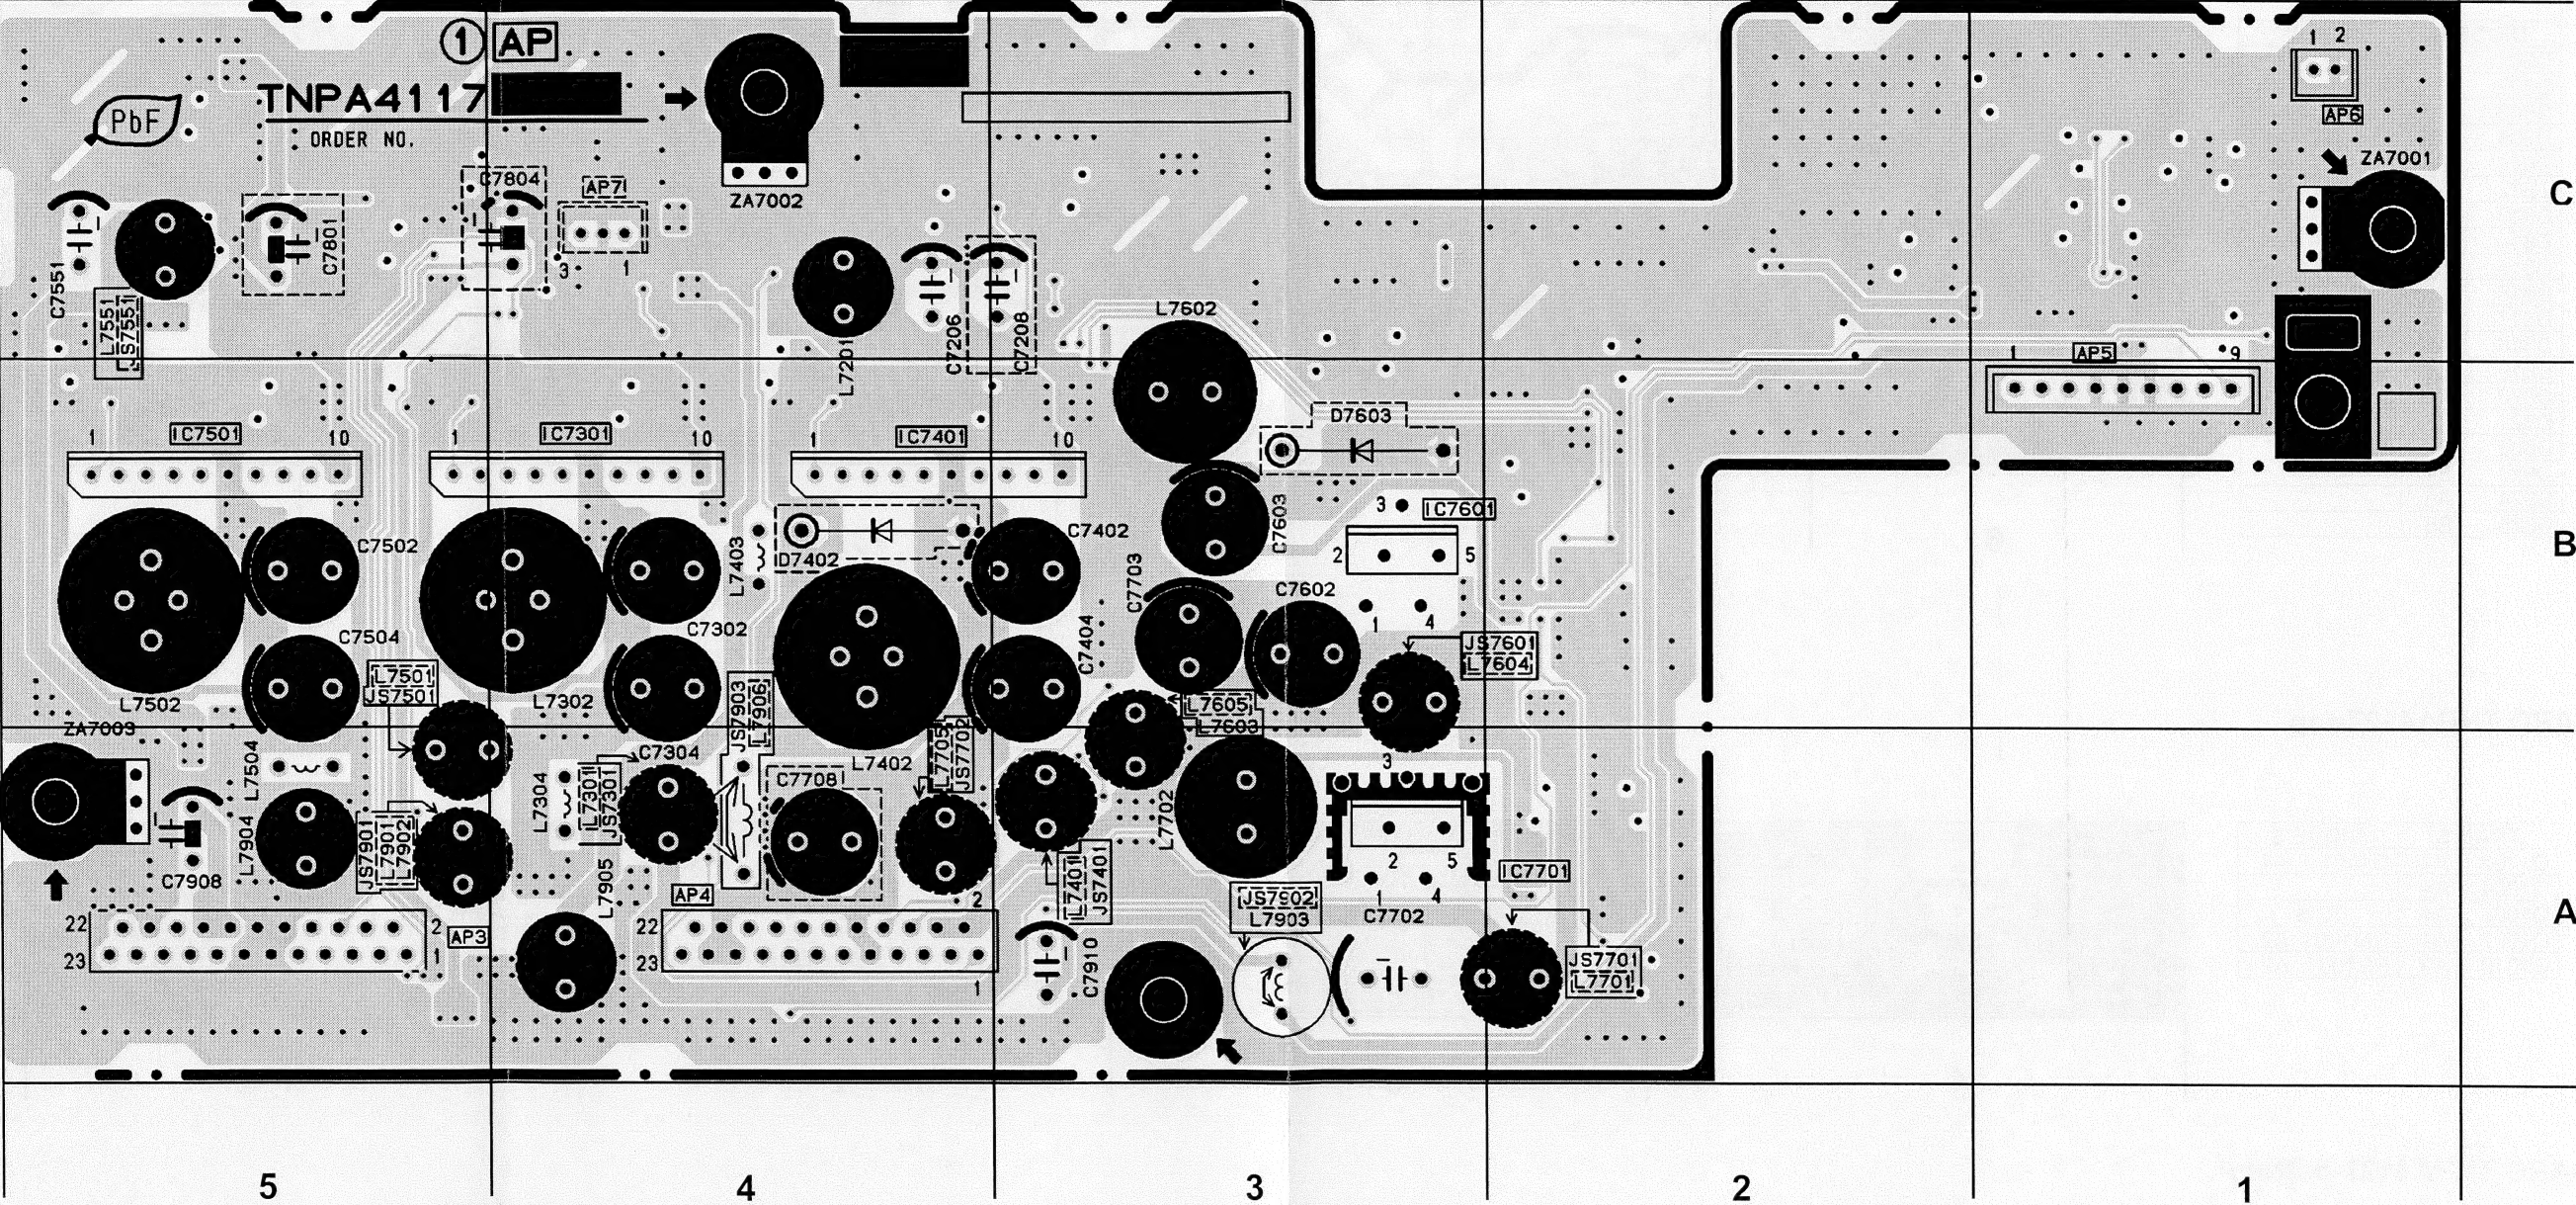 ① AP
TNPA4117
PbF
ORDER NO.
1 2
AP6
ZA7001
C7804
AP7
ZA7002
C
C7551
C7801
3 1
L7551
JS7551
L7201
C7206
C7208
L7602
1 AP5 9
D7603
1 IC7501 10
1 IC7301 10
1 IC7401 10
3 IC7601
C7603
2 5
C7502
L7403
D7402
C7402
B
C7703
C7602
1 4
C7504
C7302
C7404
JS7601
L7604
L7501
JS7501
L7502
L7302
JS7903
L7906
L7605
L7603
ZA7003
L7504
C7304
L7402
L7705
JS7702
3
C7708
L7304
L7301
JS7301
L7702
L7904
JS7901
L7901
L7902
2 5
C7908
L7905
AP4
L7401
JS7401
IC7701
1 4
JS7902
L7903
C7702
A
22 2
AP3
23 1
22 2
23 1
C7910
JS7701
L7701
5 4 3 2 1